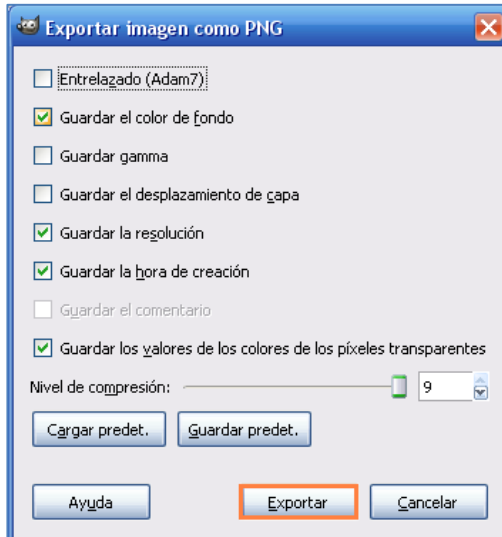 Exportar imagen como PNG
Entrelazado (Adam7)
Guardar el color de fondo
Guardar gamma
Guardar el desplazamiento de capa
Guardar la resolución
Guardar la hora de creación
Guardar el comentario
Guardar los valores de los colores de los píxeles transparentes
Nivel de compresión: 9
Cargar predet. Guardar predet.
Ayuda Exportar Cancelar